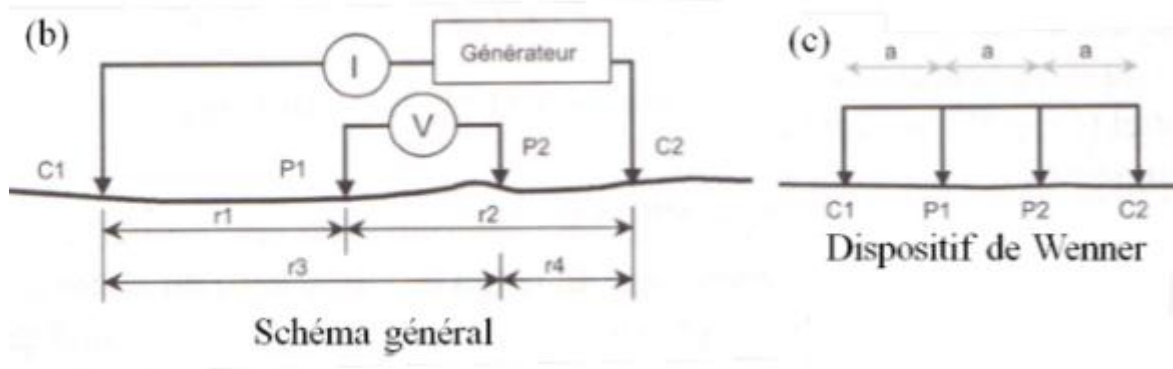 (b)
I
Générateur
V
C1
P1
P2
C2
r1
r2
r3
r4
Schéma général
(c)
a a a
C1 P1 P2 C2
Dispositif de Wenner